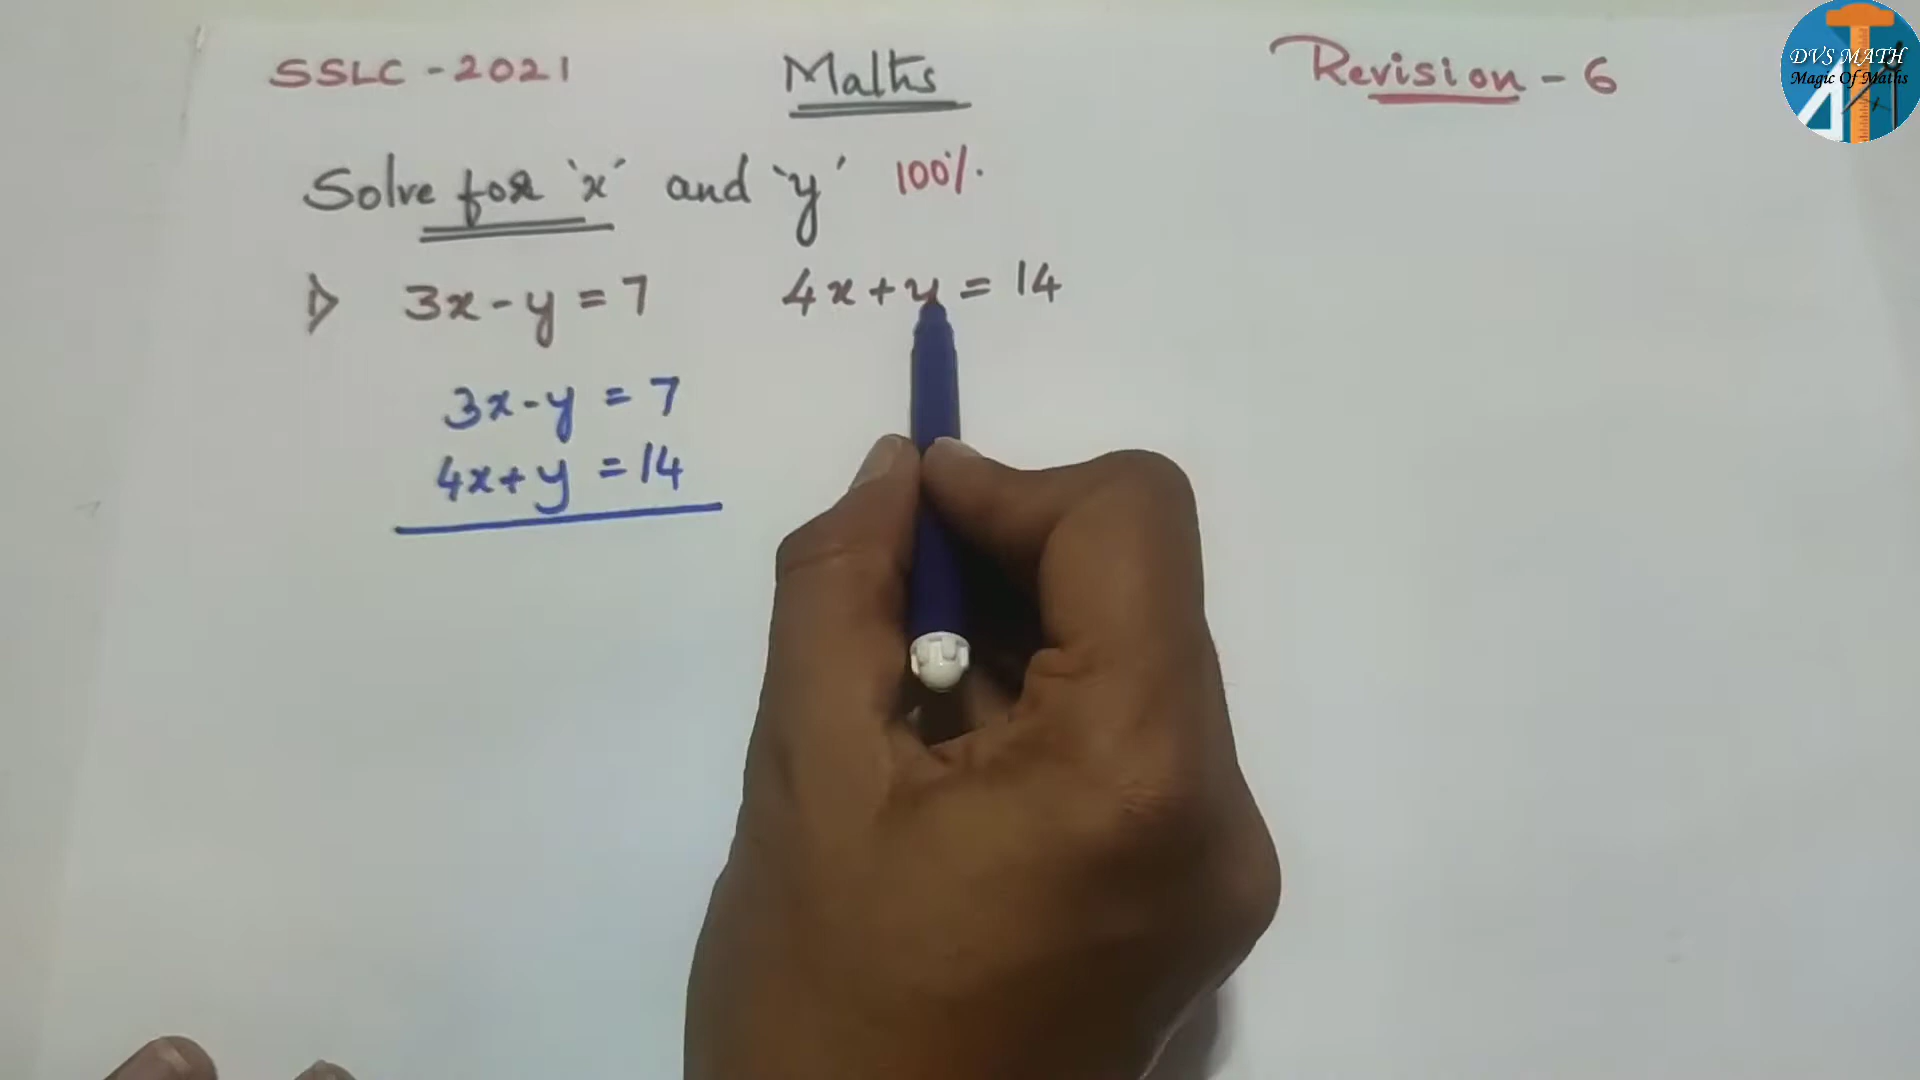 SSLC - 2021 Maths Revision - 6
DVS MATH
Magic Of Maths
Solve for 'x' and 'y' 100%.
1) 3x - y = 7 4x + y = 14
3x - y = 7
4x + y = 14